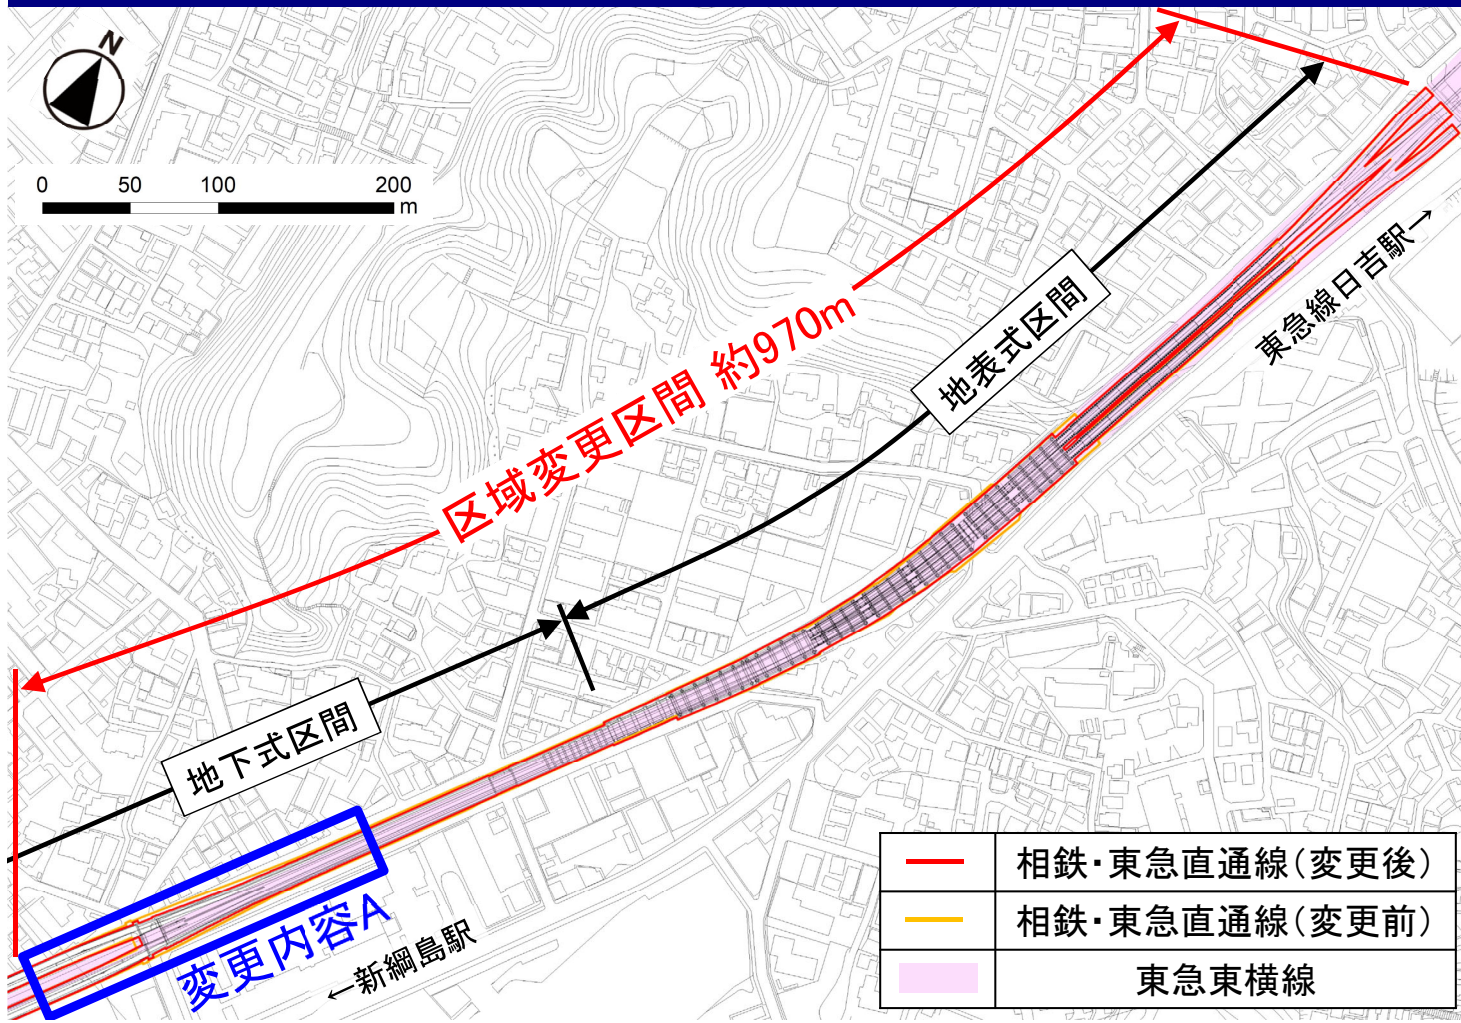 N
0 50 100 200
m
区域変更区間 約970m
地表式区間
東急線日吉駅→
地下式区間
変更内容A
←新綱島駅
相鉄・東急直通線(変更後)
相鉄・東急直通線(変更前)
東急東横線